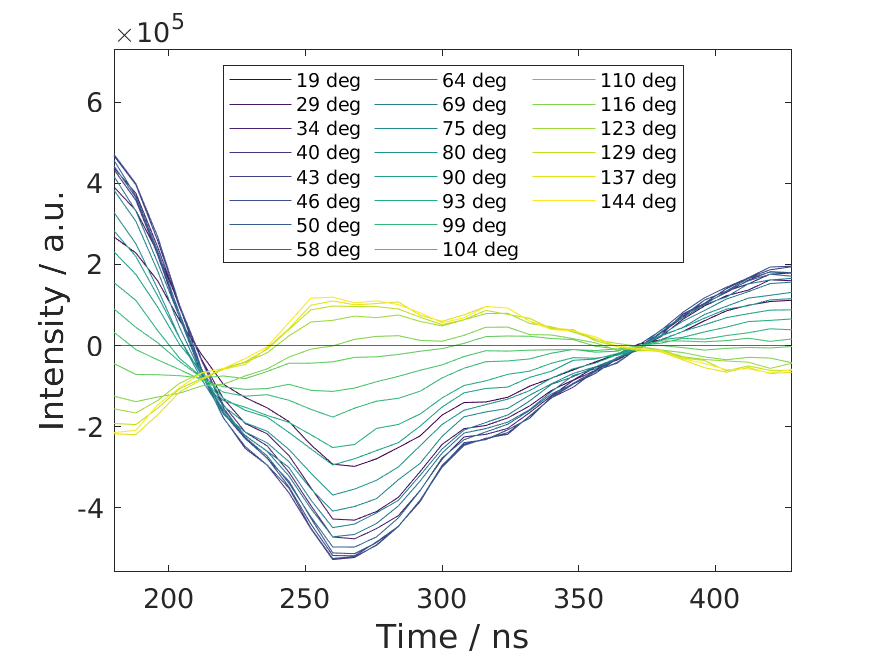 ×10^5
6
4
2
0
-2
-4
Intensity / a.u.
19 deg
29 deg
34 deg
40 deg
43 deg
46 deg
50 deg
58 deg
64 deg
69 deg
75 deg
80 deg
90 deg
93 deg
99 deg
104 deg
110 deg
116 deg
123 deg
129 deg
137 deg
144 deg
200
250
300
350
400
Time / ns